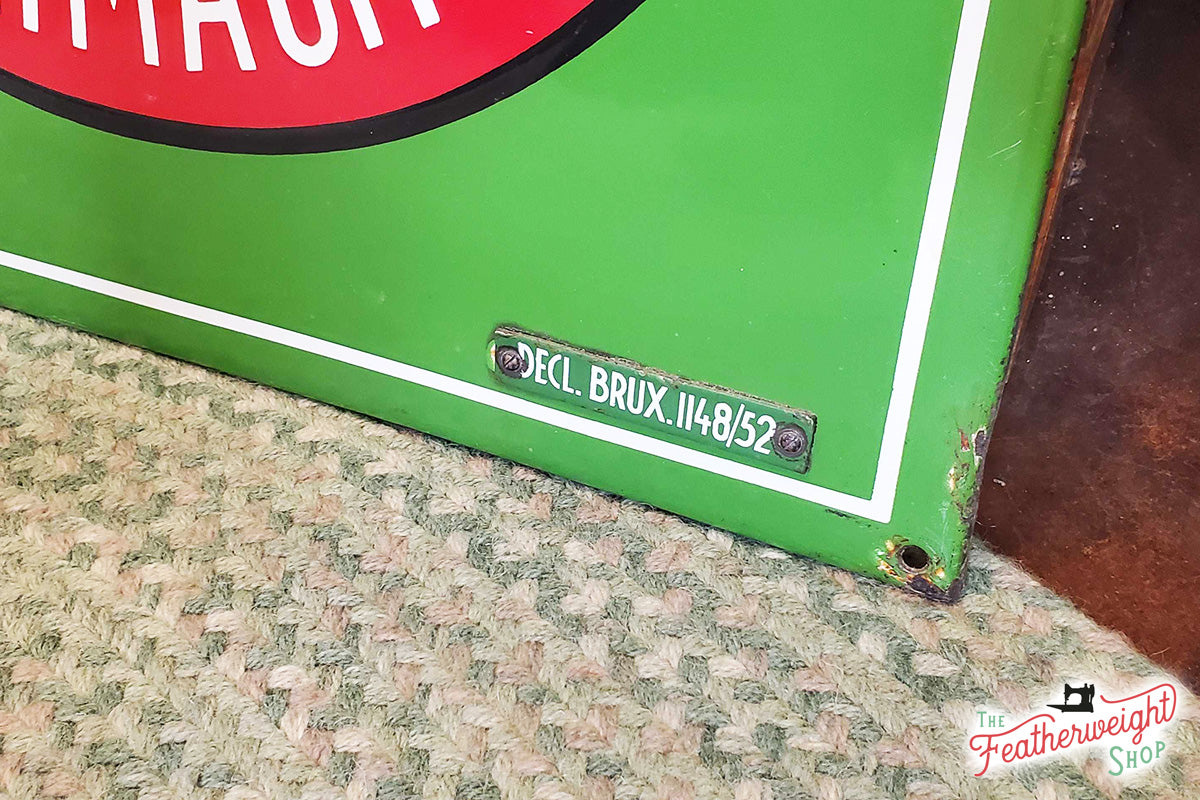 DECL. BRUX. 1148/52
The
Featherweight
Shop